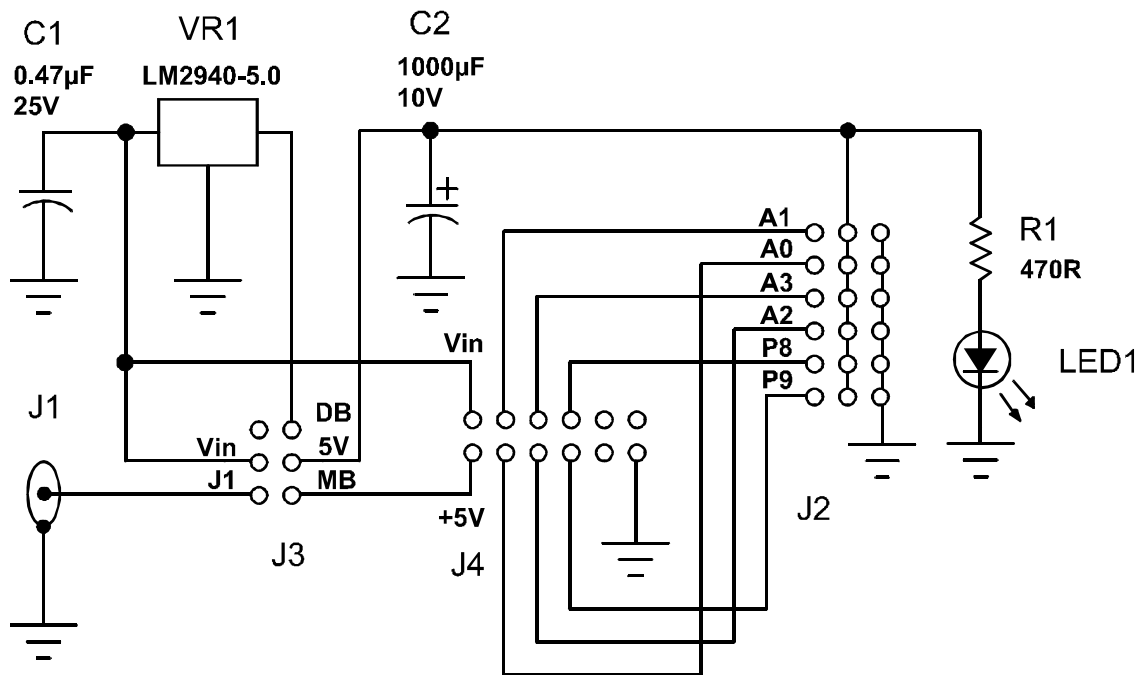 C1
0.47µF
25V
VR1
LM2940-5.0
C2
1000µF
10V
+
A1
A0
A3
A2
P8
P9
R1
470R
LED1
Vin
J1
DB
Vin
5V
J1
MB
+5V
J3
J4
J2